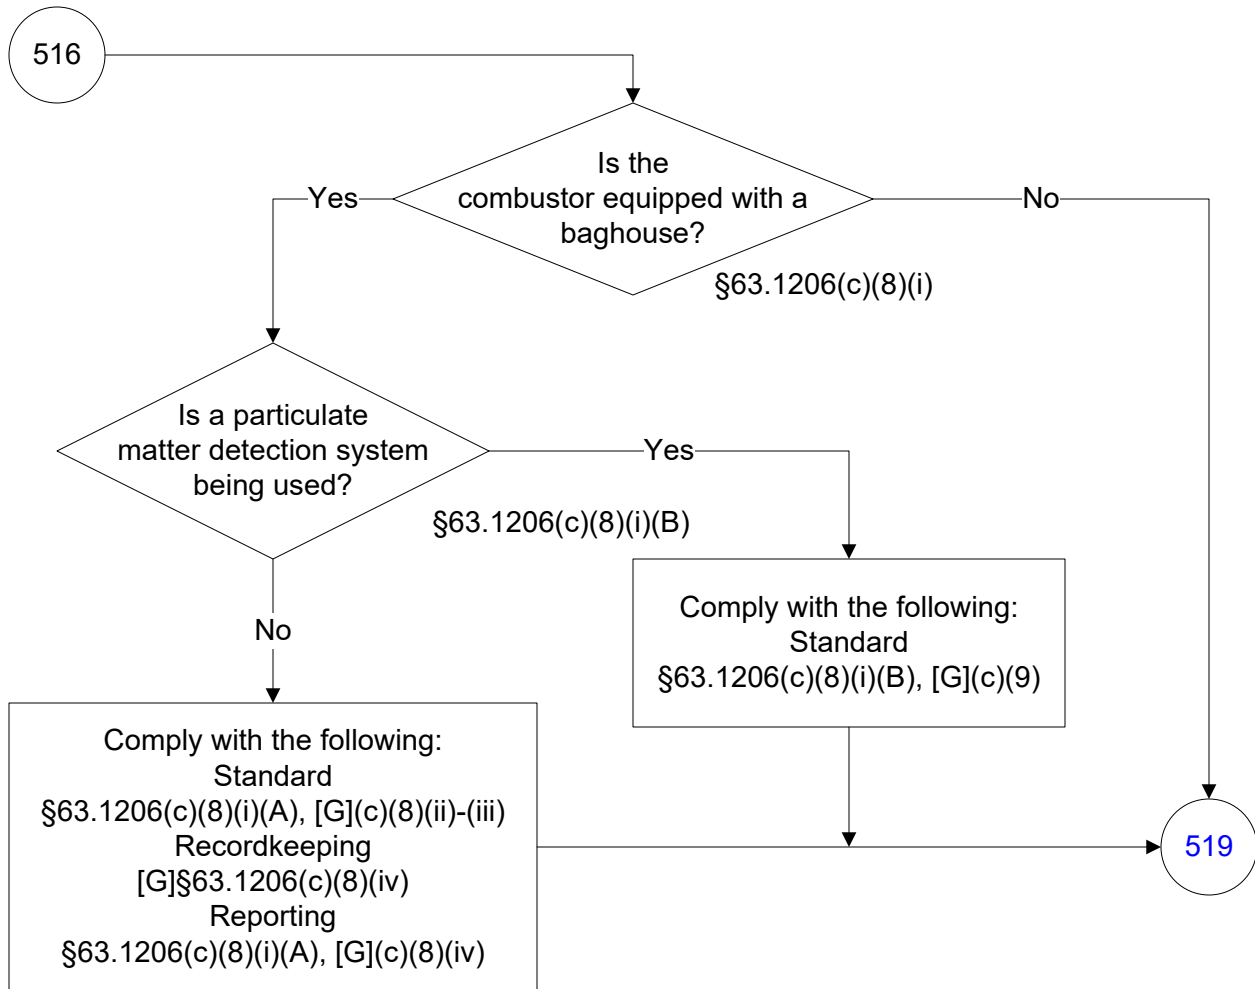 516
Is the
combustor equipped with a
baghouse?
Yes
No
§63.1206(c)(8)(i)
Is a particulate
matter detection system
being used?
Yes
§63.1206(c)(8)(i)(B)
No
Comply with the following:
Standard
§63.1206(c)(8)(i)(B), [G](c)(9)
Comply with the following:
Standard
§63.1206(c)(8)(i)(A), [G](c)(8)(ii)-(iii)
Recordkeeping
[G]§63.1206(c)(8)(iv)
Reporting
§63.1206(c)(8)(i)(A), [G](c)(8)(iv)
519